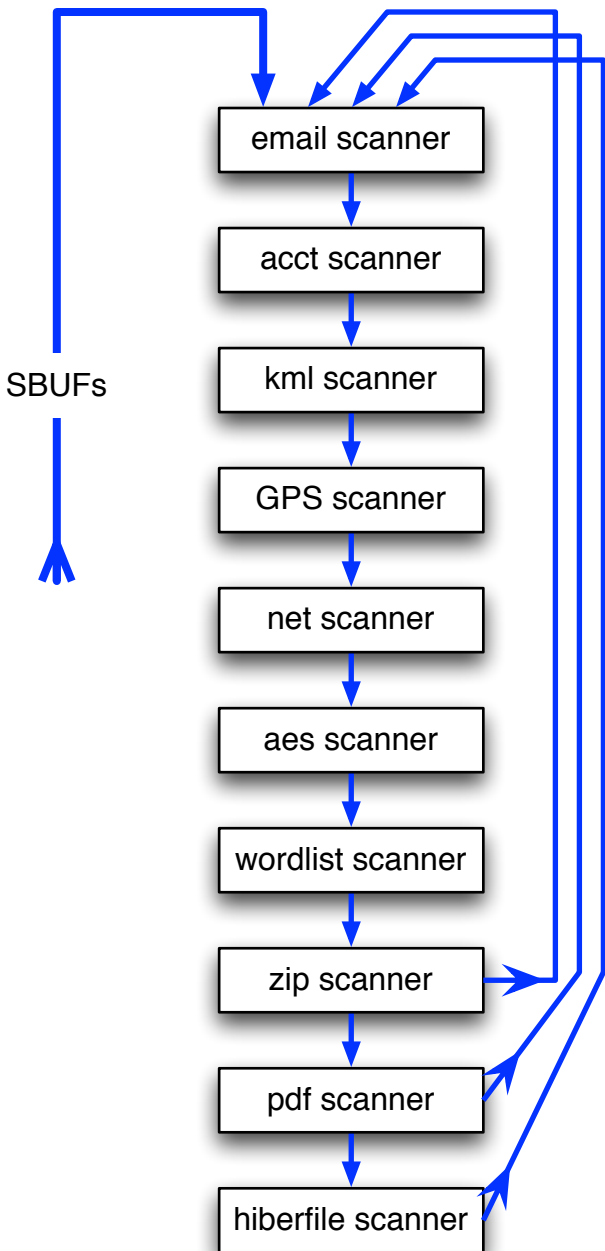 email scanner
acct scanner
SBUFs
kml scanner
GPS scanner
net scanner
aes scanner
wordlist scanner
zip scanner
pdf scanner
hiberfile scanner